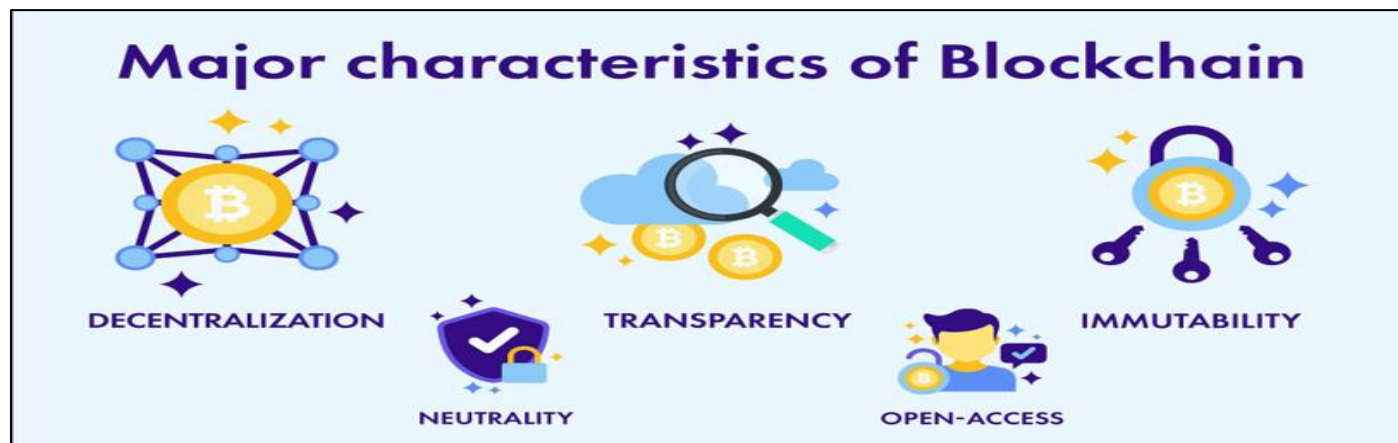 Major characteristics of Blockchain
DECENTRALIZATION
TRANSPARENCY
IMMUTABILITY
NEUTRALITY
OPEN-ACCESS